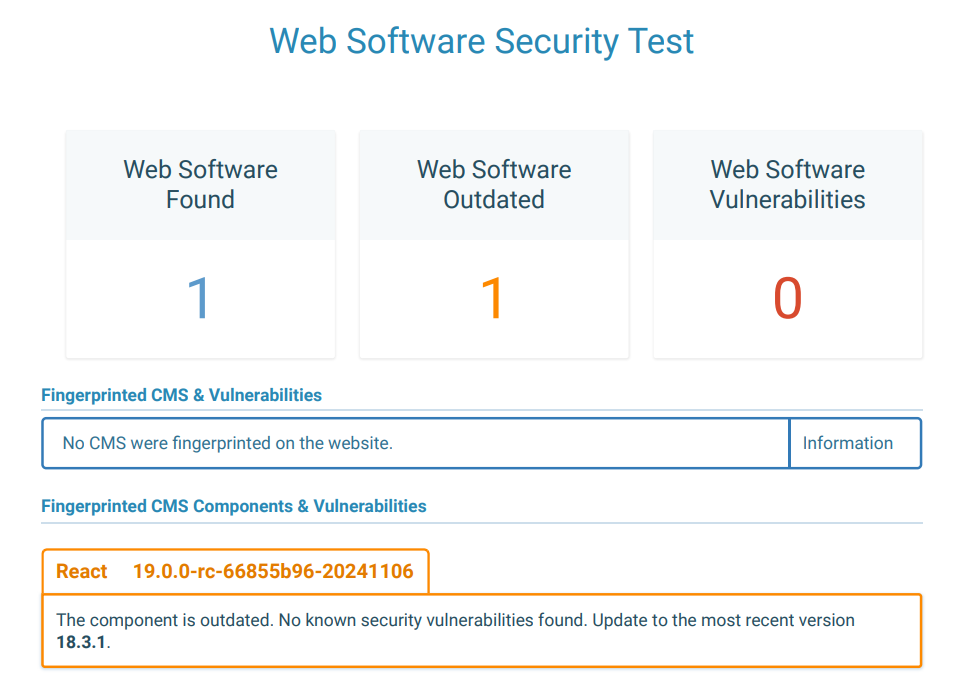 Web Software Security Test
Web Software
Found
1
Web Software
Outdated
1
Web Software
Vulnerabilities
0
Fingerprinted CMS & Vulnerabilities
No CMS were fingerprinted on the website.
Information
Fingerprinted CMS Components & Vulnerabilities
React 19.0.0-rc-66855b96-20241106
The component is outdated. No known security vulnerabilities found. Update to the most recent version
18.3.1.